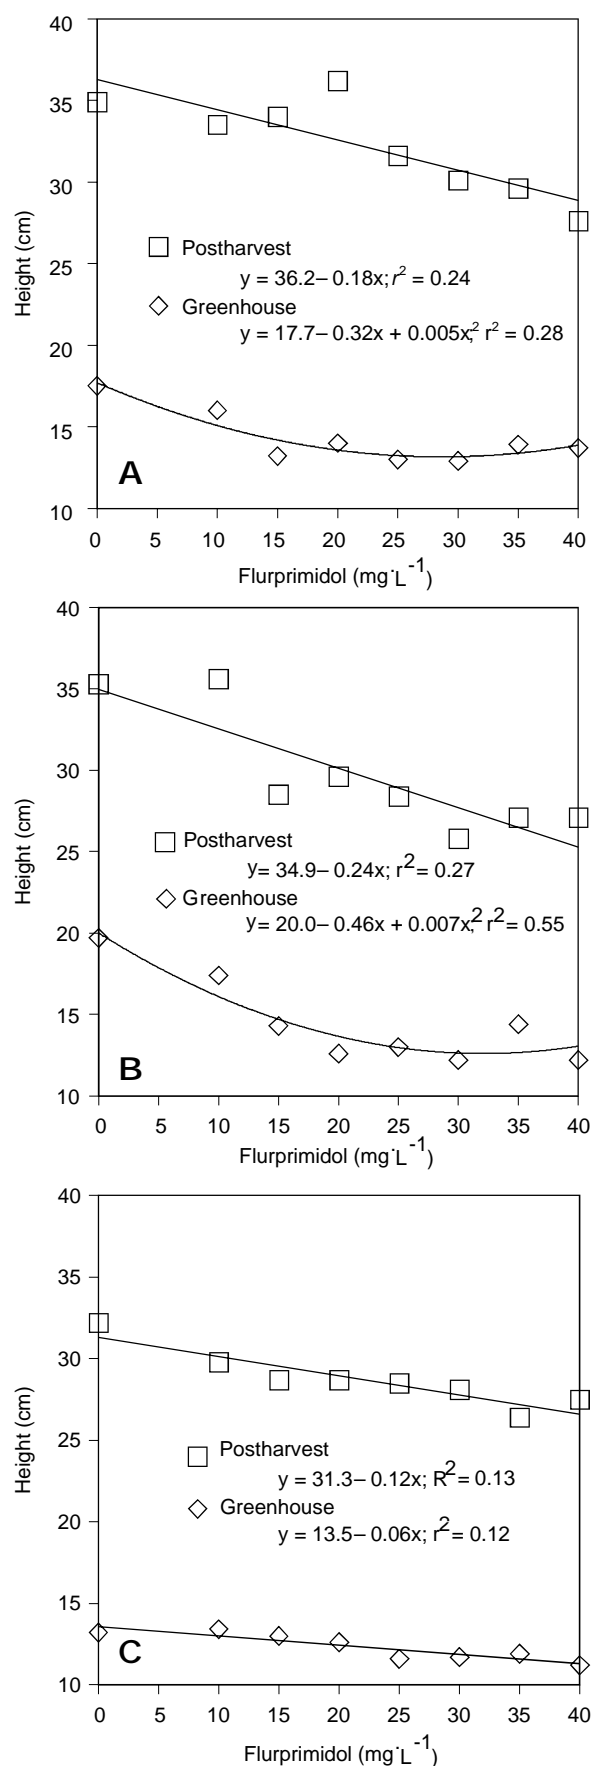 40
35
30
25
20
15
10
Height (cm)
Postharvest
y = 36.2– 0.18x; r² = 0.24
Greenhouse
y = 17.7– 0.32x + 0.005x;² r² = 0.28
A
0 5 10 15 20 25 30 35 40
Flurprimidol (mg·L⁻¹)
40
35
30
25
20
15
10
Height (cm)
Postharvest
y= 34.9– 0.24x; r² = 0.27
Greenhouse
y= 20.0– 0.46x + 0.007x;² r² = 0.55
B
0 5 10 15 20 25 30 35 40
Flurprimidol (mg·L⁻¹)
40
35
30
25
20
15
10
Height (cm)
Postharvest
y = 31.3– 0.12x; R² = 0.13
Greenhouse
y = 13.5– 0.06x; r² = 0.12
C
0 5 10 15 20 25 30 35 40
Flurprimidol (mg·L⁻¹)